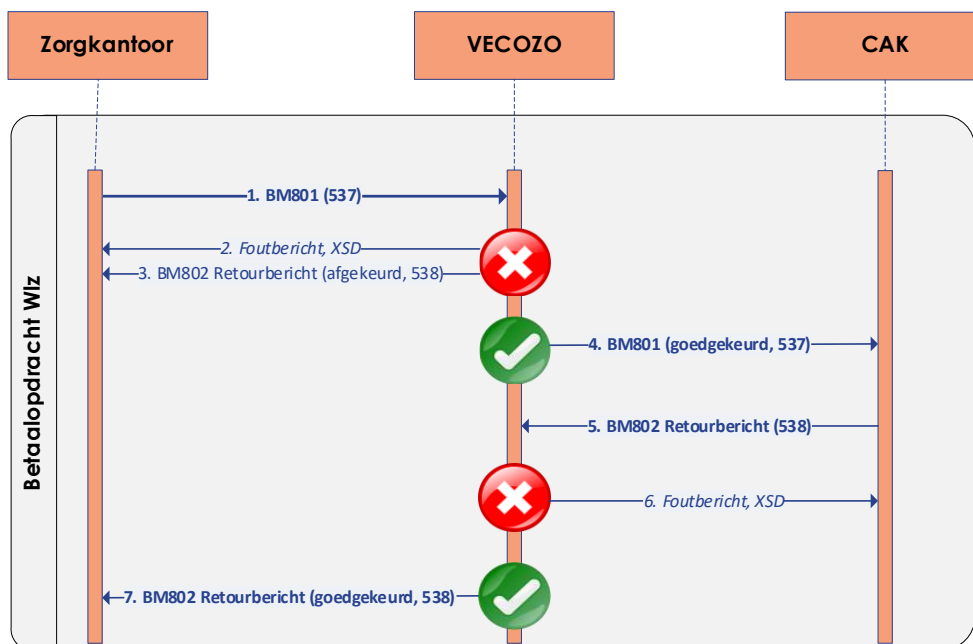 Zorgkantoor
VECOZO
CAK
Betaalopdracht Wlz
1. BM801 (537)
2. Foutbericht, XSD
3. BM802 Retourbericht (afgekeurd, 538)
4. BM801 (goedgekeurd, 537)
5. BM802 Retourbericht (538)
6. Foutbericht, XSD
7. BM802 Retourbericht (goedgekeurd, 538)